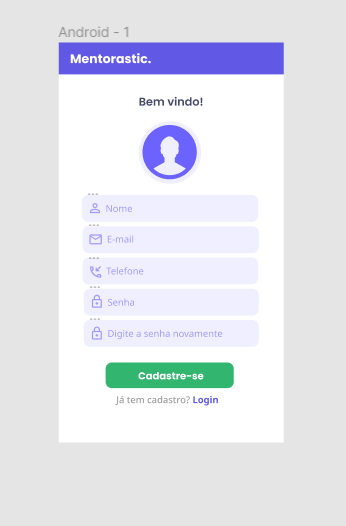 Android - 1
Mentorastic.
Bem vindo!
Nome
E-mail
Telefone
Senha
Digite a senha novamente
Cadastre-se
Já tem cadastro? Login